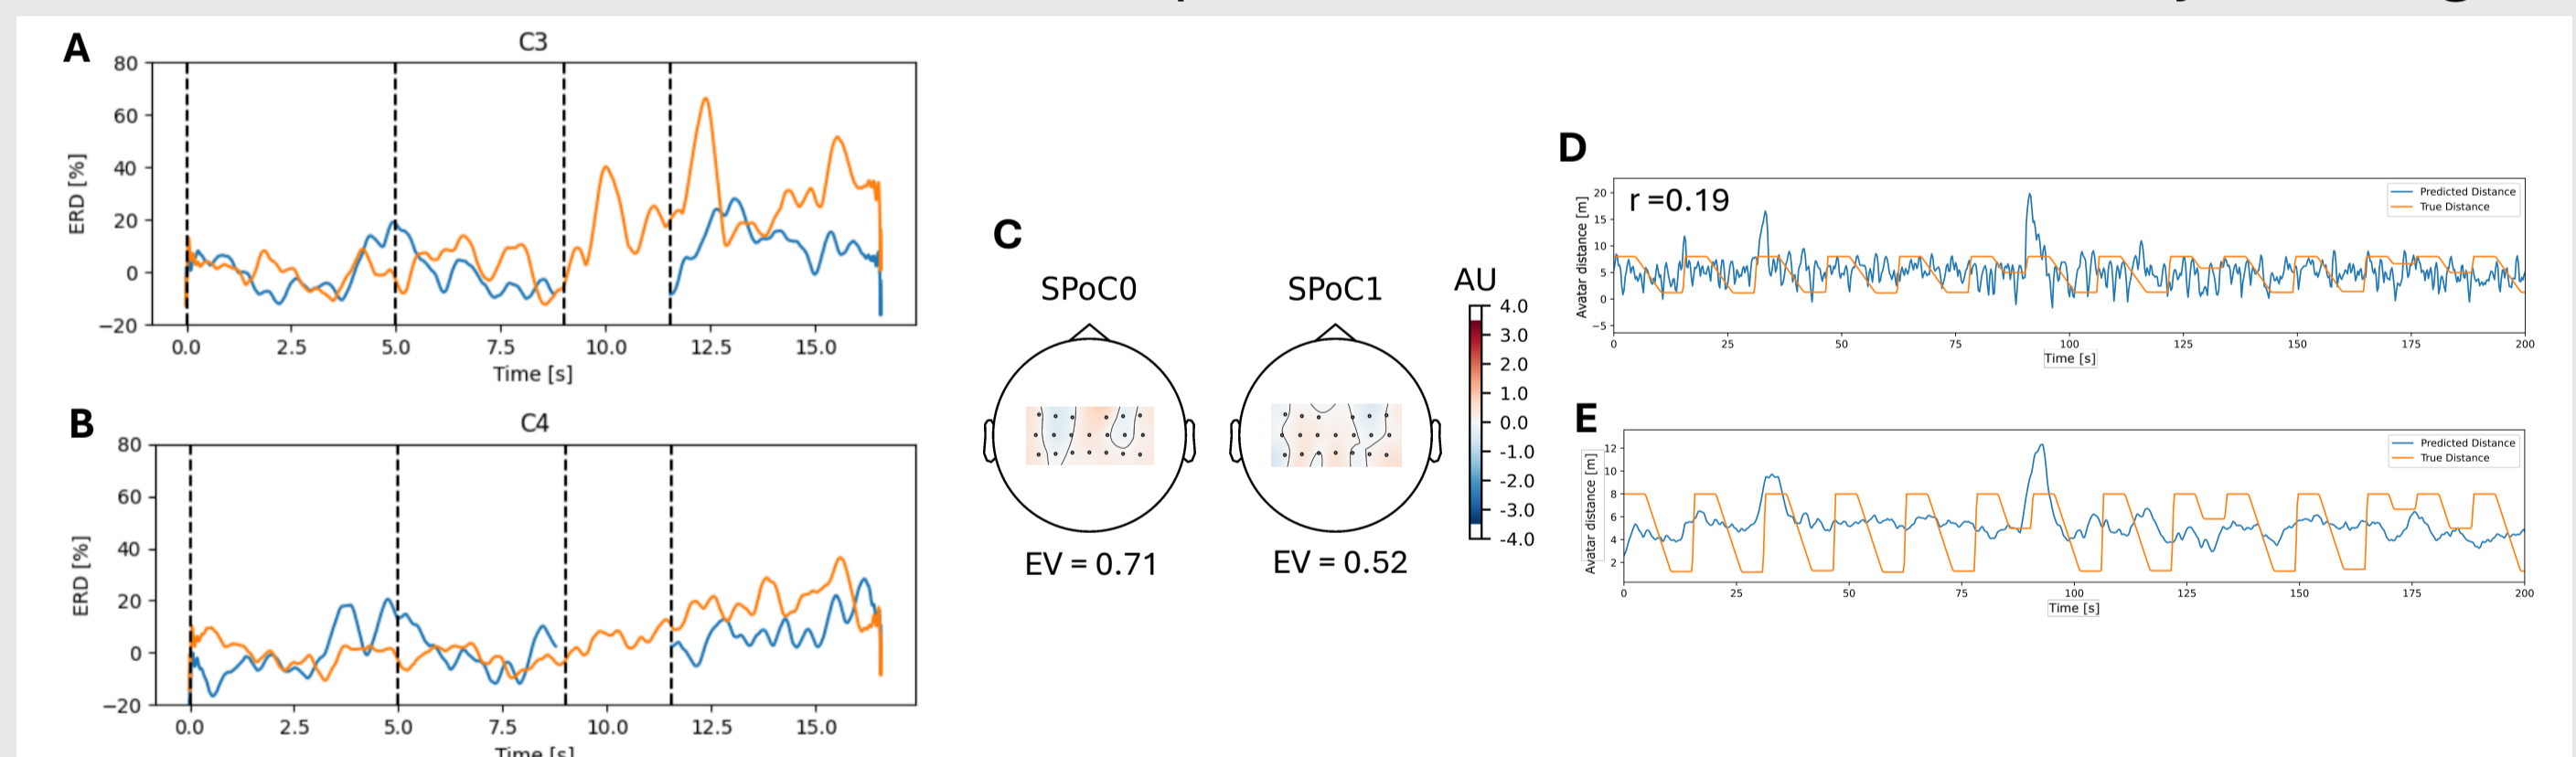 A
C3
80
60
40
20
0
−20
ERD [%]
0.0 2.5 5.0 7.5 10.0 12.5 15.0
Time [s]
B
C4
80
60
40
20
0
−20
ERD [%]
0.0 2.5 5.0 7.5 10.0 12.5 15.0
Time [s]
C
SPoC0 SPoC1 AU
4.0
3.0
2.0
1.0
0.0
-1.0
-2.0
-3.0
-4.0
EV = 0.71 EV = 0.52
D
r =0.19
Predicted Distance
True Distance
20
15
10
5
0
−5
Avatar distance [m]
0 25 50 75 100 125 150 175 200
Time [s]
E
Predicted Distance
True Distance
12
10
8
6
4
2
Avatar distance [m]
0 25 50 75 100 125 150 175 200
Time [s]